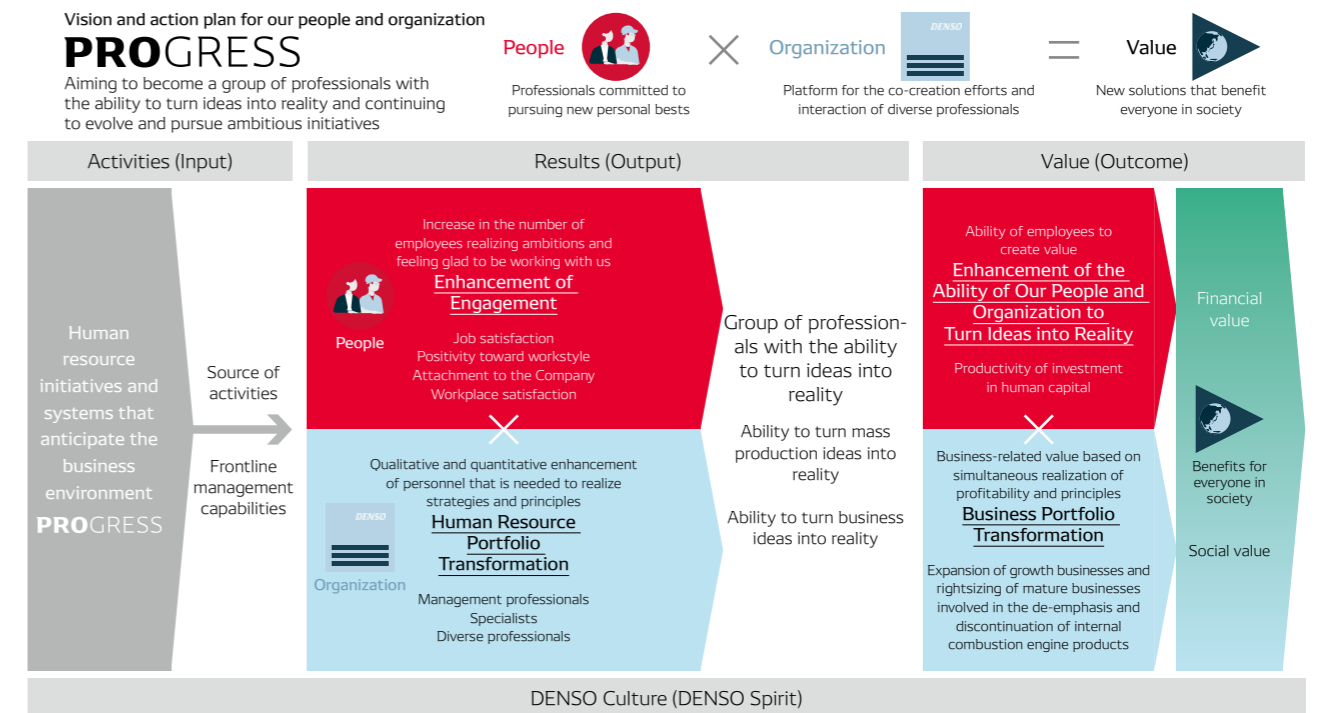 Vision and action plan for our people and organization
PROGRESS
Aiming to become a group of professionals with
the ability to turn ideas into reality and continuing
to evolve and pursue ambitious initiatives
People
Professionals committed to
pursuing new personal bests
×
Organization
DENSO
Platform for the co-creation efforts and
interaction of diverse professionals
=
Value
New solutions that benefit
everyone in society
Activities (Input)
Results (Output)
Value (Outcome)
Human
resource
initiatives and
systems that
anticipate the
business
environment
PROGRESS
Source of
activities
Frontline
management
capabilities
People
Increase in the number of
employees realizing ambitions and
feeling glad to be working with us
Enhancement of
Engagement
Job satisfaction
Positivity toward workstyle
Attachment to the Company
Workplace satisfaction
×
DENSO
Organization
Qualitative and quantitative enhancement
of personnel that is needed to realize
strategies and principles
Human Resource
Portfolio
Transformation
Management professionals
Specialists
Diverse professionals
Group of profession-
als with the ability
to turn ideas into
reality
Ability to turn mass
production ideas into
reality
Ability to turn business
ideas into reality
Ability of employees to
create value
Enhancement of the
Ability of Our People and
Organization to
Turn Ideas into Reality
Productivity of investment
in human capital
×
Business-related value based on
simultaneous realization of
profitability and principles
Business Portfolio
Transformation
Expansion of growth businesses and
rightsizing of mature businesses
involved in the de-emphasis and
discontinuation of internal
combustion engine products
Financial
value
Benefits for
everyone in
society
Social value
DENSO Culture (DENSO Spirit)